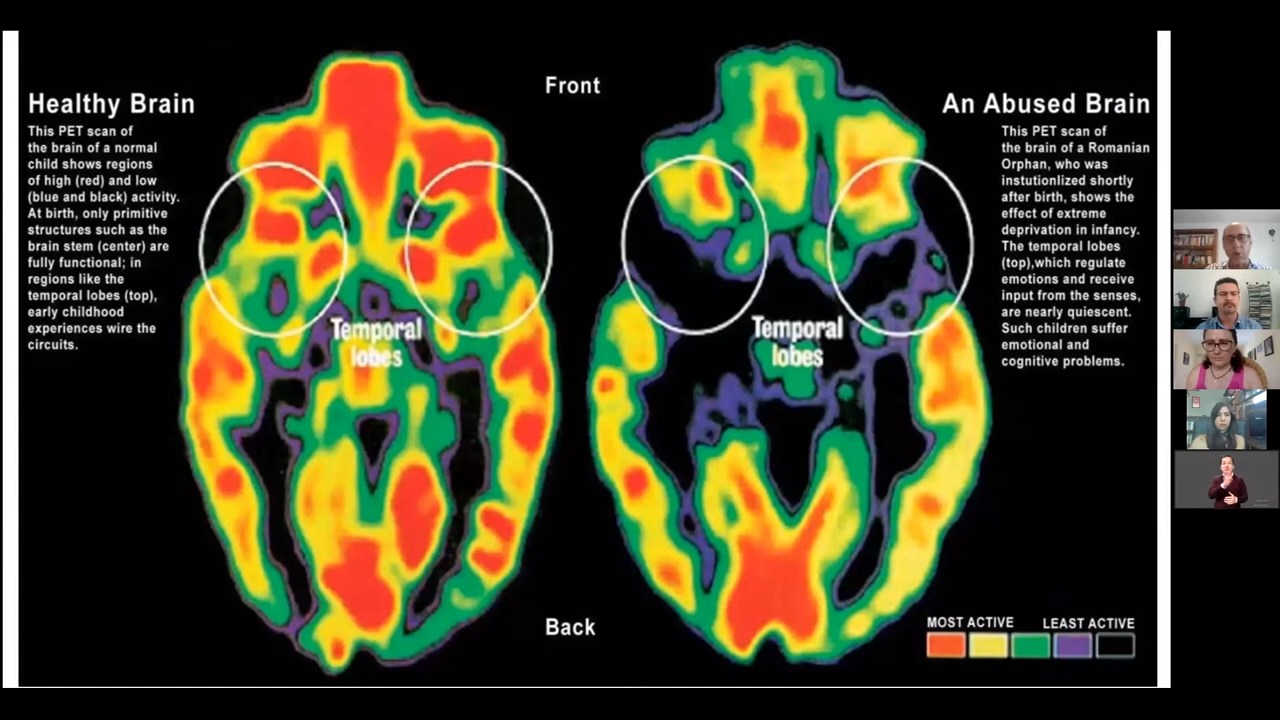 Healthy Brain
This PET scan of
the brain of a normal
child shows regions
of high (red) and low
(blue and black) activity.
At birth, only primitive
structures such as the
brain stem (center) are
fully functional; in
regions like the
temporal lobes (top),
early childhood
experiences wire the
circuits.
Front
Temporal
lobes
Temporal
lobes
Back
An Abused Brain
This PET scan of
the brain of a Romanian
Orphan, who was
instutionlized shortly
after birth, shows the
effect of extreme
deprivation in infancy.
The temporal lobes
(top),which regulate
emotions and receive
input from the senses,
are nearly quiescent.
Such children suffer
emotional and
cognitive problems.
MOST ACTIVE LEAST ACTIVE